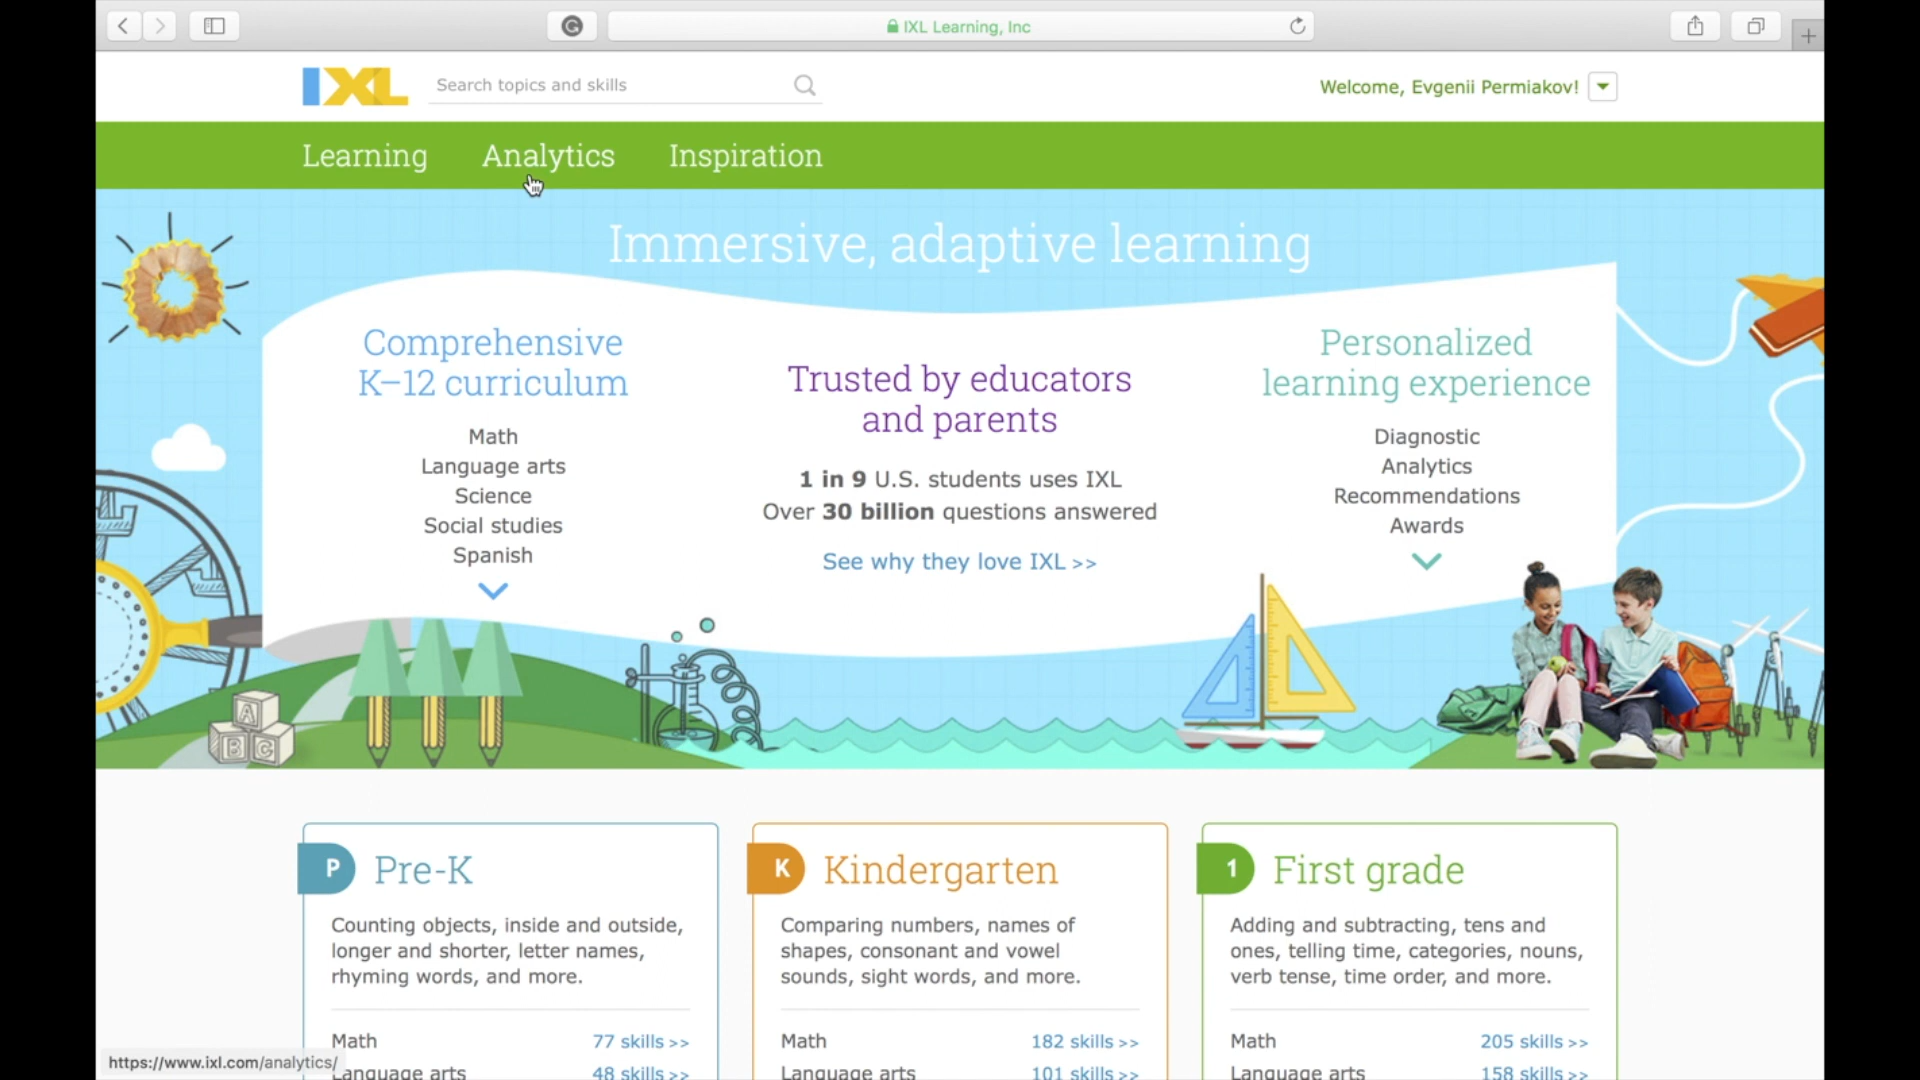 IXL Learning, Inc
IXL
Search topics and skills
Welcome, Evgenii Permiakov!
Learning
Analytics
Inspiration
Immersive, adaptive learning
Comprehensive
K–12 curriculum
Math
Language arts
Science
Social studies
Spanish
Trusted by educators
and parents
1 in 9 U.S. students uses IXL
Over 30 billion questions answered
See why they love IXL >>
Personalized
learning experience
Diagnostic
Analytics
Recommendations
Awards
A
B C
P Pre-K
Counting objects, inside and outside,
longer and shorter, letter names,
rhyming words, and more.
Math 77 skills >>
Language arts 48 skills >>
K Kindergarten
Comparing numbers, names of
shapes, consonant and vowel
sounds, sight words, and more.
Math 182 skills >>
Language arts 101 skills >>
1 First grade
Adding and subtracting, tens and
ones, telling time, categories, nouns,
verb tense, time order, and more.
Math 205 skills >>
Language arts 158 skills >>
https://www.ixl.com/analytics/